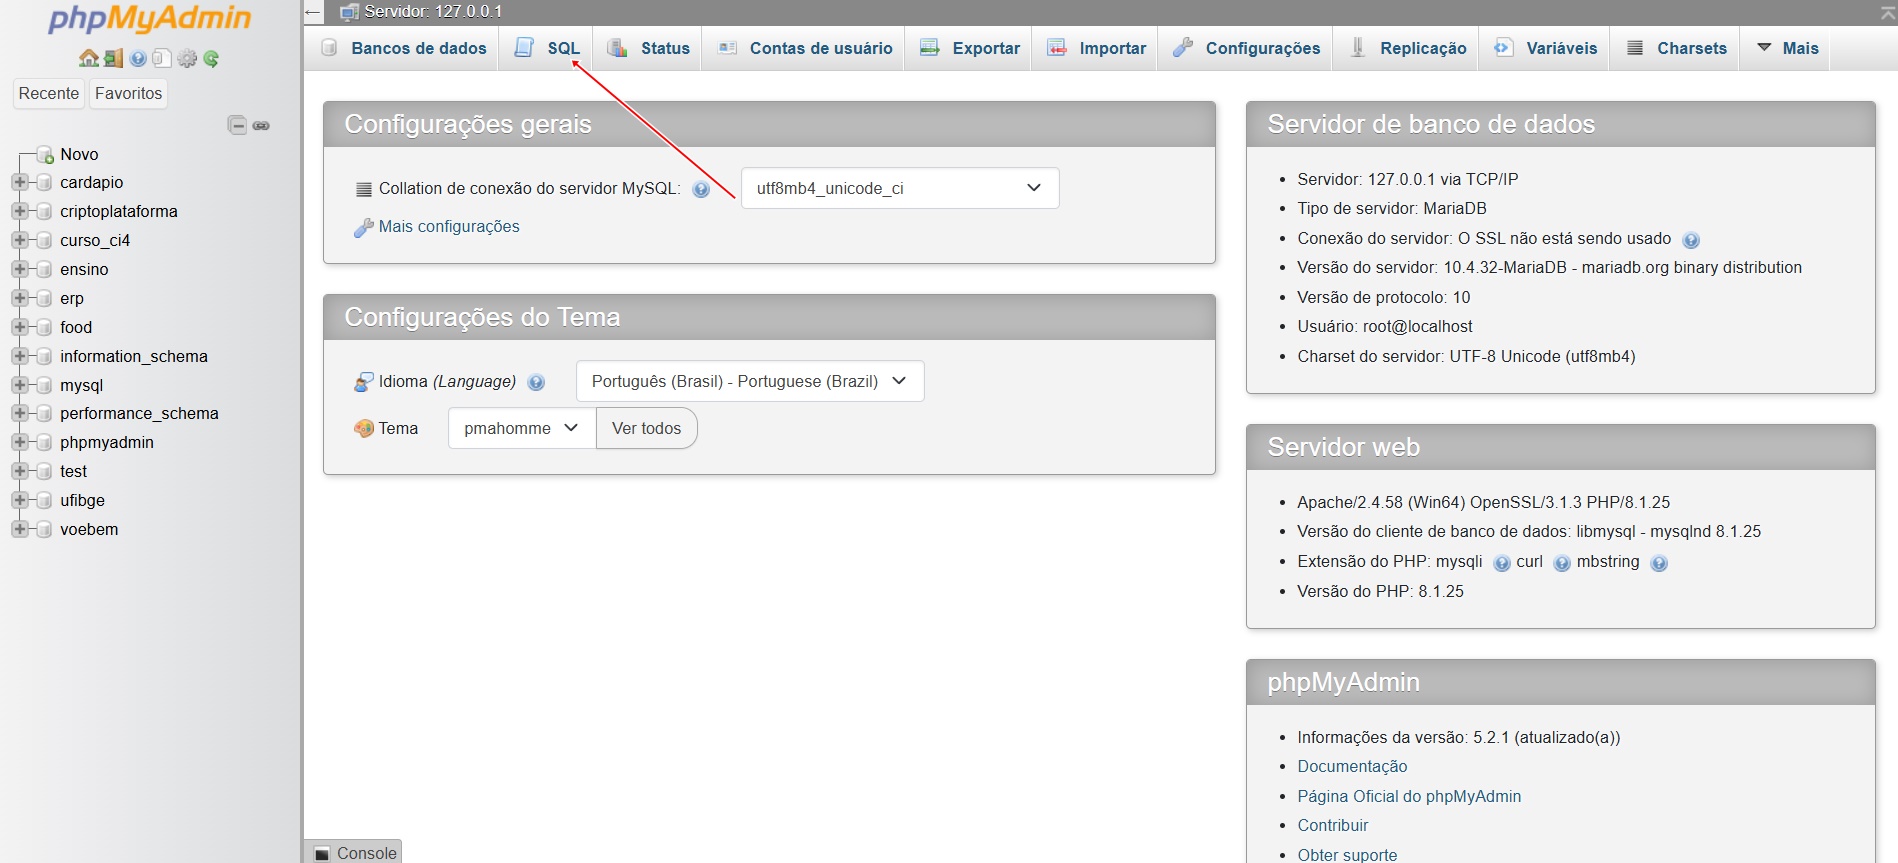 phpMyAdmin
Recente
Favoritos
Novo
cardapio
criptoplataforma
curso_ci4
ensino
erp
food
information_schema
mysql
performance_schema
phpmyadmin
test
ufibge
voebem
← Servidor: 127.0.0.1
Bancos de dados SQL Status Contas de usuário Exportar Importar Configurações Replicação Variáveis Charsets Mais
Configurações gerais
Collation de conexão do servidor MySQL: utf8mb4_unicode_ci
Mais configurações
Configurações do Tema
Idioma (Language) Português (Brasil) - Portuguese (Brazil)
Tema pmahomme Ver todos
Servidor de banco de dados
• Servidor: 127.0.0.1 via TCP/IP
• Tipo de servidor: MariaDB
• Conexão do servidor: O SSL não está sendo usado
• Versão do servidor: 10.4.32-MariaDB - mariadb.org binary distribution
• Versão de protocolo: 10
• Usuário: root@localhost
• Charset do servidor: UTF-8 Unicode (utf8mb4)
Servidor web
• Apache/2.4.58 (Win64) OpenSSL/3.1.3 PHP/8.1.25
• Versão do cliente de banco de dados: libmysql - mysqlnd 8.1.25
• Extensão do PHP: mysqli curl mbstring
• Versão do PHP: 8.1.25
phpMyAdmin
• Informações da versão: 5.2.1 (atualizado(a))
• Documentação
• Página Oficial do phpMyAdmin
• Contribuir
• Obter suporte
Console